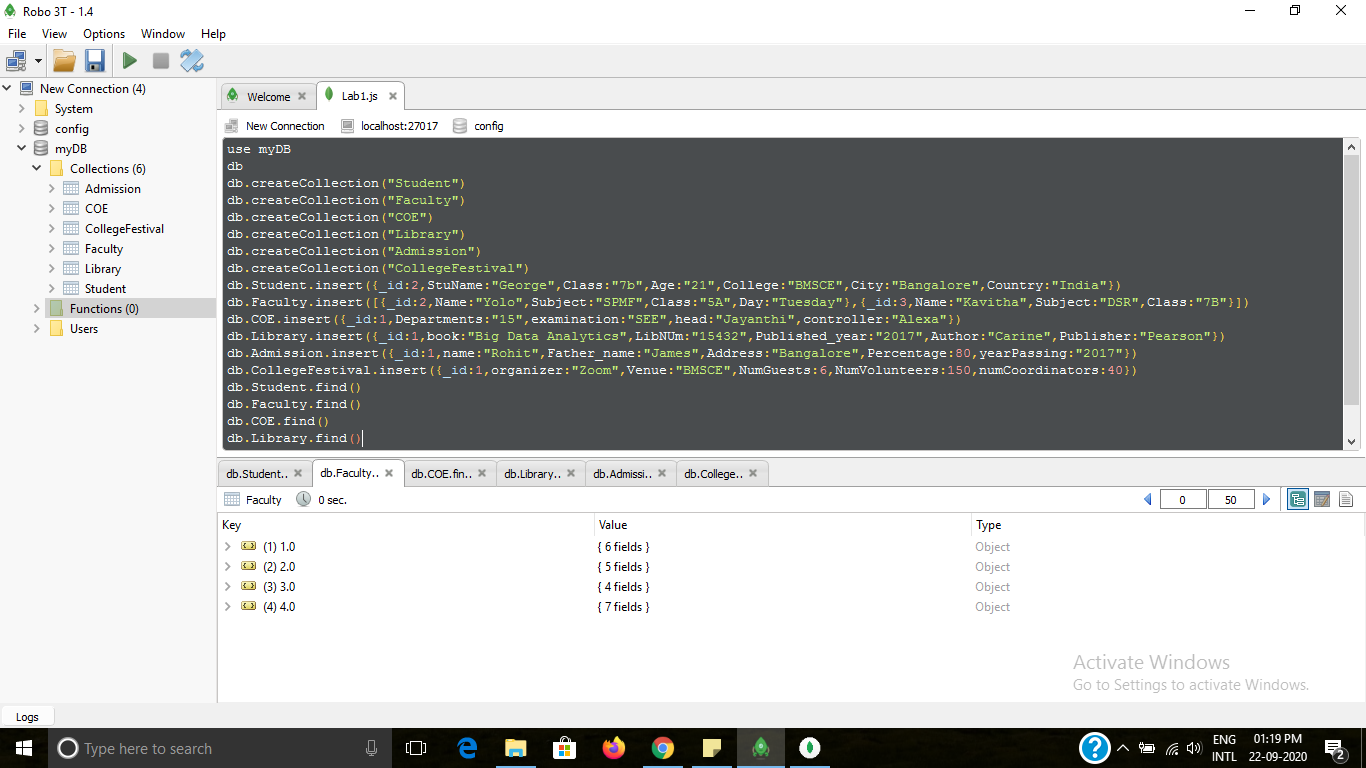 Robo 3T - 1.4
File View Options Window Help
New Connection (4)
System
config
myDB
Collections (6)
Admission
COE
CollegeFestival
Faculty
Library
Student
Functions (0)
Users
Welcome
Lab1.js
New Connection localhost:27017 config
use myDB
db
db.createCollection("Student")
db.createCollection("Faculty")
db.createCollection("COE")
db.createCollection("Library")
db.createCollection("Admission")
db.createCollection("CollegeFestival")
db.Student.insert({_id:2,StuName:"George",Class:"7b",Age:"21",College:"BMSCE",City:"Bangalore",Country:"India"})
db.Faculty.insert([{_id:2,Name:"Yolo",Subject:"SPMF",Class:"5A",Day:"Tuesday"},{_id:3,Name:"Kavitha",Subject:"DSR",Class:"7B"}])
db.COE.insert({_id:1,Departments:"15",examination:"SEE",head:"Jayanthi",controller:"Alexa"})
db.Library.insert({_id:1,book:"Big Data Analytics",LibNUm:"15432",Published_year:"2017",Author:"Carine",Publisher:"Pearson"})
db.Admission.insert({_id:1,name:"Rohit",Father_name:"James",Address:"Bangalore",Percentage:80,yearPassing:"2017"})
db.CollegeFestival.insert({_id:1,organizer:"Zoom",Venue:"BMSCE",NumGuests:6,NumVolunteers:150,numCoordinators:40})
db.Student.find()
db.Faculty.find()
db.COE.find()
db.Library.find()
db.Student.. db.Faculty.. db.COE.fin.. db.Library.. db.Admissi.. db.College..
Faculty 0 sec. 0 50
Key Value Type
(1) 1.0 { 6 fields } Object
(2) 2.0 { 5 fields } Object
(3) 3.0 { 4 fields } Object
(4) 4.0 { 7 fields } Object
Activate Windows
Go to Settings to activate Windows.
Logs
Type here to search
ENG 01:19 PM
INTL 22-09-2020 2